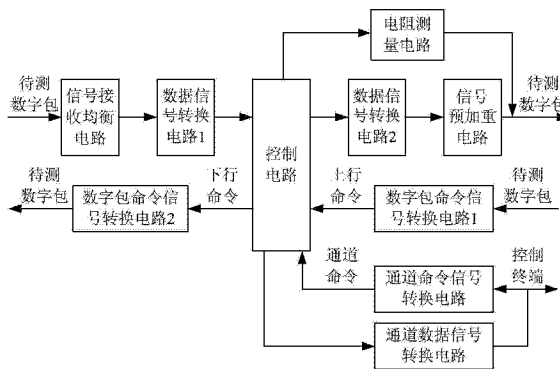 电阻测
量电路
待测
数字包
信号接
收均衡
电路
数据信
号转换
电路1
控制
电路
数据信
号转换
电路2
信号
预加重
电路
待测
数字包
待测
数字包
数字包命令信
号转换电路2
下行
命令
上行
命令
数字包命令信
号转换电路1
待测
数字包
通道
命令
通道命令信号
转换电路
控制
终端
通道数据信号
转换电路